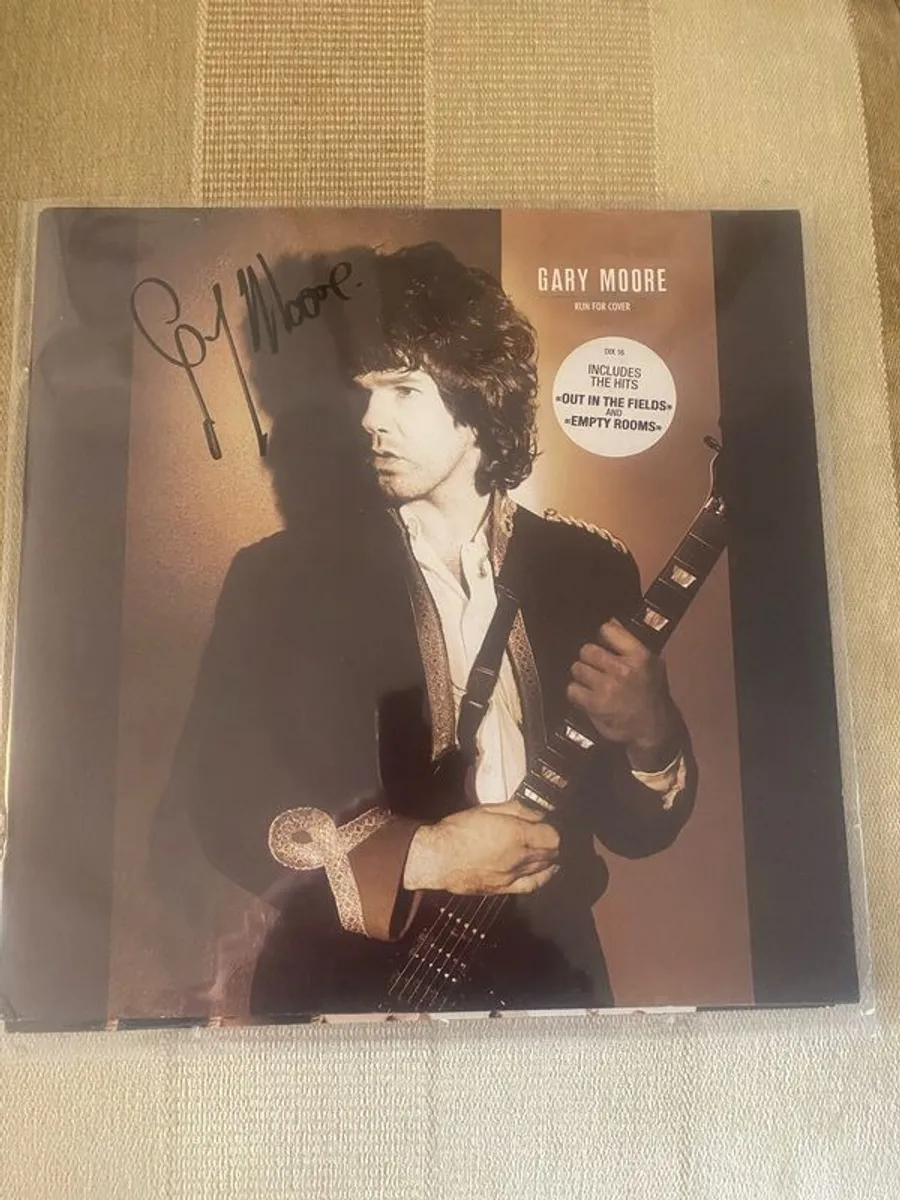 Gary Moore
GARY MOORE
RUN FOR COVER
DIX 16
INCLUDES
THE HITS
»OUT IN THE FIELDS«
AND
»EMPTY ROOMS«